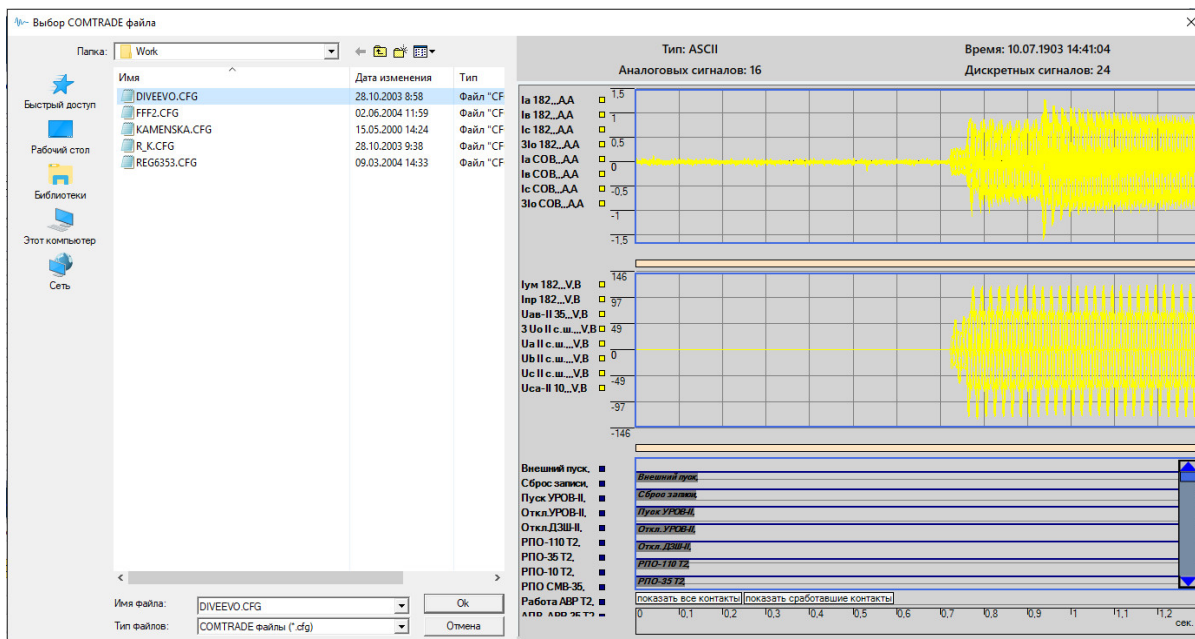 Выбор COMTRADE файла
Папка: Work
Быстрый доступ
Рабочий стол
Библиотеки
Этот компьютер
Сеть
Имя Дата изменения Тип
DIVEEVO.CFG 28.10.2003 8:58 Файл "CF
FFF2.CFG 02.06.2004 11:59 Файл "CF
KAMENSKA.CFG 15.05.2000 14:24 Файл "CF
R_K.CFG 28.10.2003 9:38 Файл "CF
REG6353.CFG 09.03.2004 14:33 Файл "CF
Имя файла: DIVEEVO.CFG Ok
Тип файлов: COMTRADE файлы (*.cfg) Отмена
Тип: ASCII Время: 10.07.1903 14:41:04
Аналоговых сигналов: 16 Дискретных сигналов: 24
Iа 182,,,A,A
Iв 182,,,A,A
Iс 182,,,A,A
3Iо 182,,,A,A
Iа СОВ,,,A,A
Iв СОВ,,,A,A
Iс СОВ,,,A,A
3Iо СОВ,,,A,A
1,5
1
0,5
0
-0,5
-1
-1,5
Iум 182,,,V,B
Iпр 182,,,V,B
Uав-II 35,,,V,B
3 Uо II с.ш.,,,V,B
Ua II с.ш.,,,V,B
Ub II с.ш.,,,V,B
Uc II с.ш.,,,V,B
Uca-II 10,,,V,B
146
97
49
0
-49
-97
-146
Внешний пуск,
Сброс записи,
Пуск УРОВ-II,
Откл.УРОВ-II,
Откл.ДЗШ-II,
РПО-110 Т2,
РПО-35 Т2,
РПО-10 Т2,
РПО СМВ-35,
Работа АВР Т2,
Внешний пуск,
Сброс записи,
Пуск УРОВ-II,
Откл.УРОВ-II,
Откл.ДЗШ-II,
РПО-110 Т2,
РПО-35 Т2,
показать все контакты показать сработавшие контакты
0 0,1 0,2 0,3 0,4 0,5 0,6 0,7 0,8 0,9 1 1,1 1,2
сек.